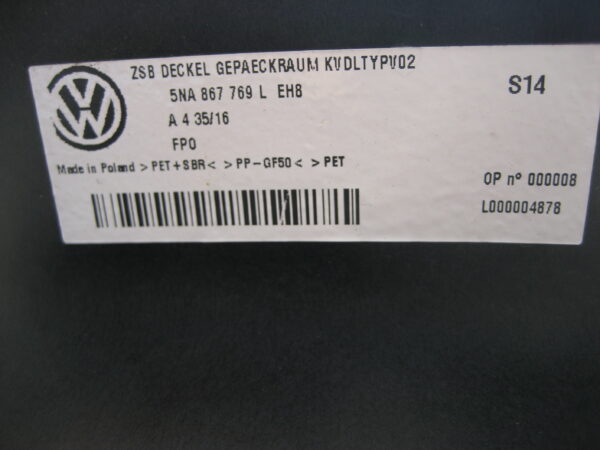 ZSB DECKEL GEPAECKRAUM KVDLTYPV02
5NA 867 769 L EH8
S14
A 4 35/16
FPO
Made in Poland > PET+SBR< > PP-GF50 < > PET
OP nº 000008
L000004878